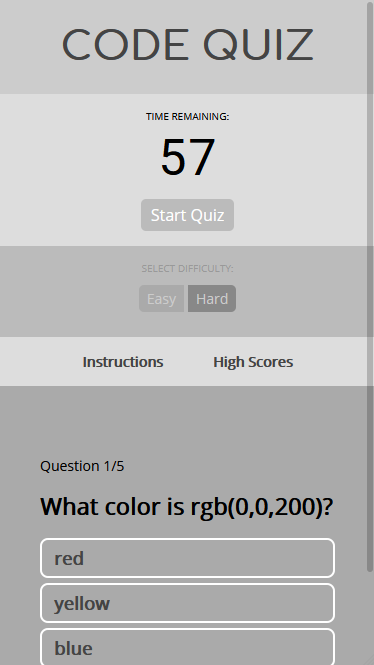 CODE QUIZ
TIME REMAINING:
57
Start Quiz
SELECT DIFFICULTY:
Easy Hard
Instructions High Scores
Question 1/5
What color is rgb(0,0,200)?
red
yellow
blue